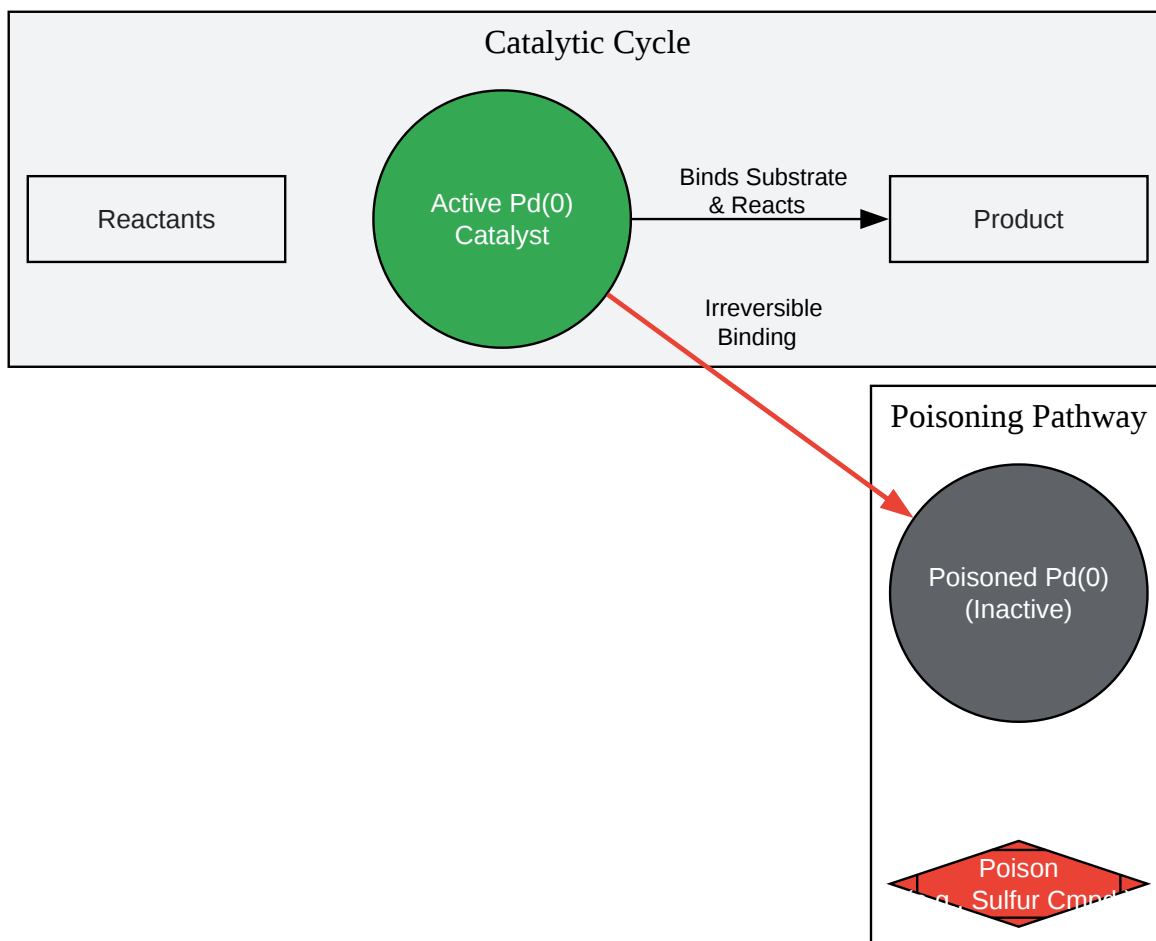 Catalytic Cycle
Reactants
Active Pd(0)
Catalyst
Binds Substrate
& Reacts
Product
Irreversible
Binding
Poisoning Pathway
Poisoned Pd(0)
(Inactive)
Poison
Sulfur Cmpd